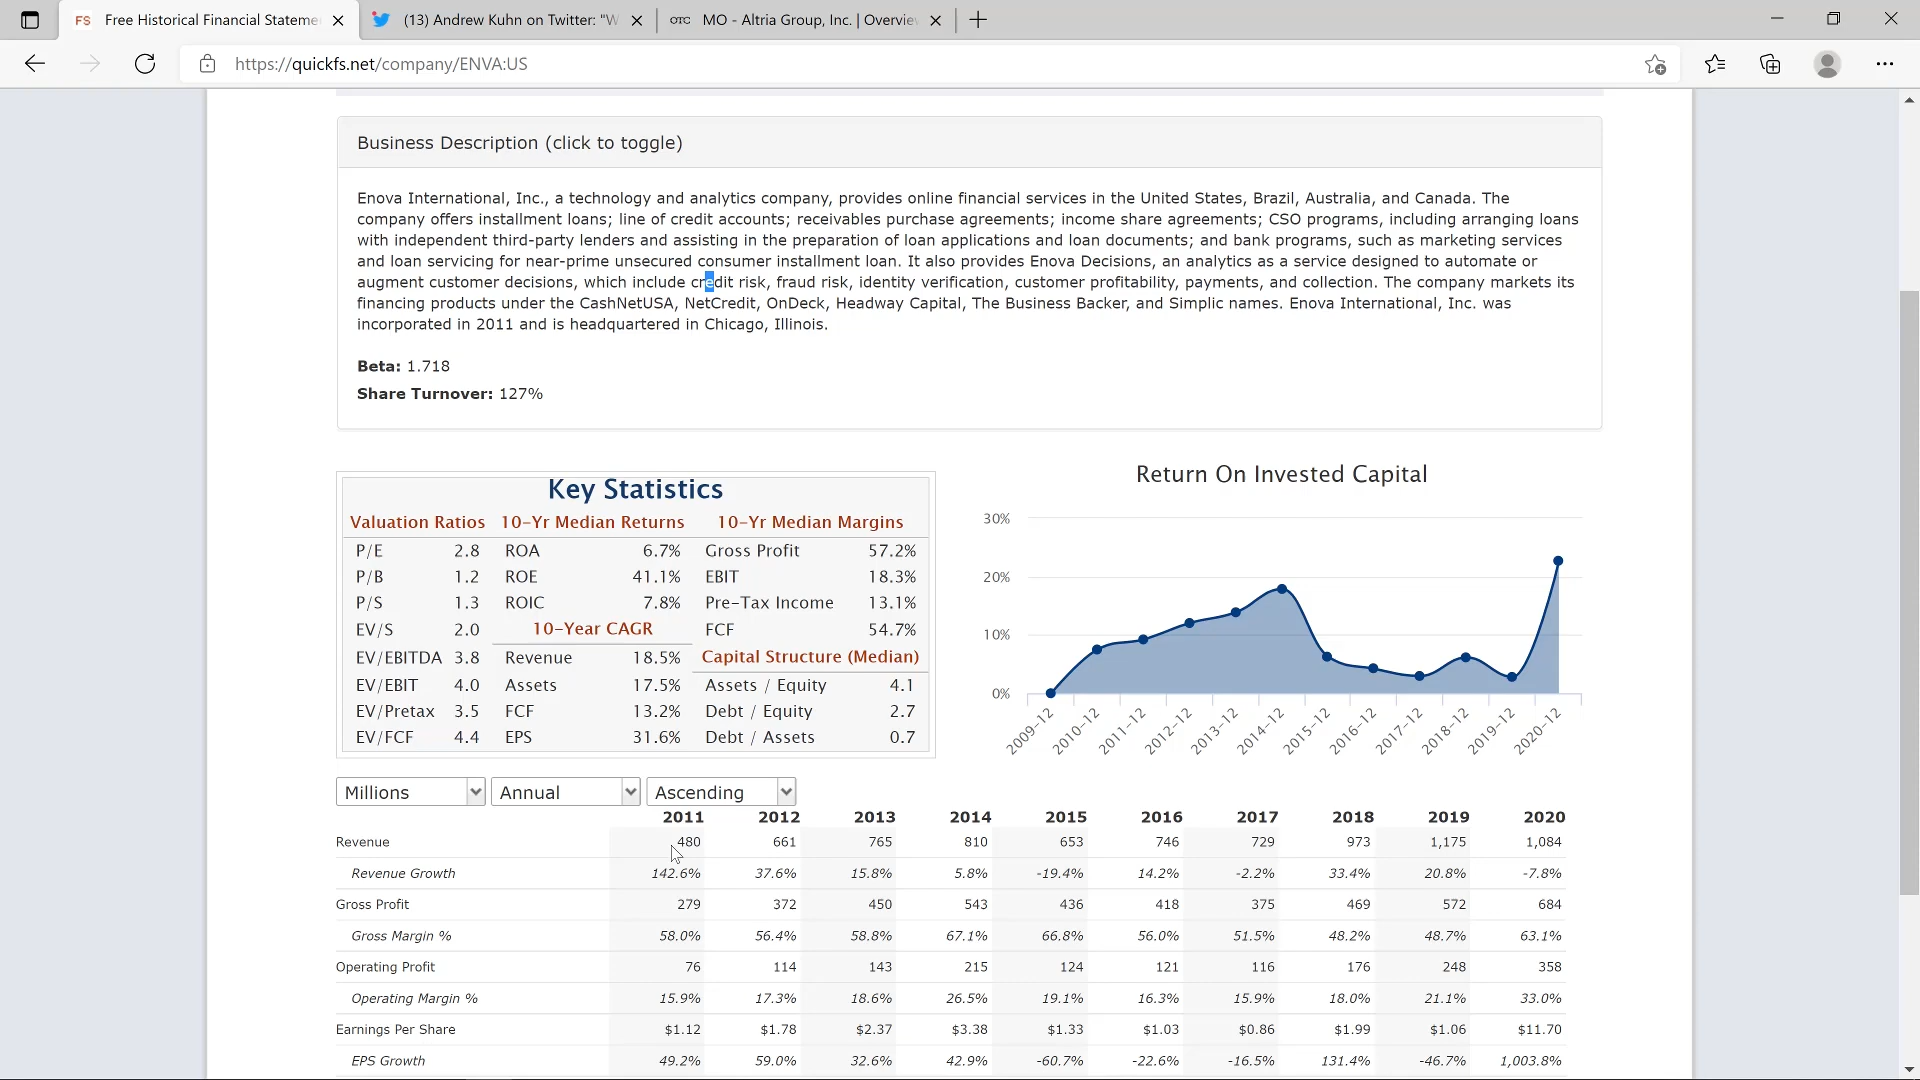 FS Free Historical Financial Stateme
(13) Andrew Kuhn on Twitter: "W
OTC MO - Altria Group, Inc. | Overvie
https://quickfs.net/company/ENVA:US
Business Description (click to toggle)
Enova International, Inc., a technology and analytics company, provides online financial services in the United States, Brazil, Australia, and Canada. The
company offers installment loans; line of credit accounts; receivables purchase agreements; income share agreements; CSO programs, including arranging loans
with independent third-party lenders and assisting in the preparation of loan applications and loan documents; and bank programs, such as marketing services
and loan servicing for near-prime unsecured consumer installment loan. It also provides Enova Decisions, an analytics as a service designed to automate or
augment customer decisions, which include credit risk, fraud risk, identity verification, customer profitability, payments, and collection. The company markets its
financing products under the CashNetUSA, NetCredit, OnDeck, Headway Capital, The Business Backer, and Simplic names. Enova International, Inc. was
incorporated in 2011 and is headquartered in Chicago, Illinois.
Beta: 1.718
Share Turnover: 127%
Key Statistics
Valuation Ratios 10-Yr Median Returns 10-Yr Median Margins
P/E 2.8 ROA 6.7% Gross Profit 57.2%
P/B 1.2 ROE 41.1% EBIT 18.3%
P/S 1.3 ROIC 7.8% Pre-Tax Income 13.1%
EV/S 2.0 10-Year CAGR FCF 54.7%
EV/EBITDA 3.8 Revenue 18.5% Capital Structure (Median)
EV/EBIT 4.0 Assets 17.5% Assets / Equity 4.1
EV/Pretax 3.5 FCF 13.2% Debt / Equity 2.7
EV/FCF 4.4 EPS 31.6% Debt / Assets 0.7
Return On Invested Capital
30%
20%
10%
0%
2009-12 2010-12 2011-12 2012-12 2013-12 2014-12 2015-12 2016-12 2017-12 2018-12 2019-12 2020-12
Millions Annual Ascending
2011 2012 2013 2014 2015 2016 2017 2018 2019 2020
Revenue 480 661 765 810 653 746 729 973 1,175 1,084
Revenue Growth 142.6% 37.6% 15.8% 5.8% -19.4% 14.2% -2.2% 33.4% 20.8% -7.8%
Gross Profit 279 372 450 543 436 418 375 469 572 684
Gross Margin % 58.0% 56.4% 58.8% 67.1% 66.8% 56.0% 51.5% 48.2% 48.7% 63.1%
Operating Profit 76 114 143 215 124 121 116 176 248 358
Operating Margin % 15.9% 17.3% 18.6% 26.5% 19.1% 16.3% 15.9% 18.0% 21.1% 33.0%
Earnings Per Share $1.12 $1.78 $2.37 $3.38 $1.33 $1.03 $0.86 $1.99 $1.06 $11.70
EPS Growth 49.2% 59.0% 32.6% 42.9% -60.7% -22.6% -16.5% 131.4% -46.7% 1,003.8%